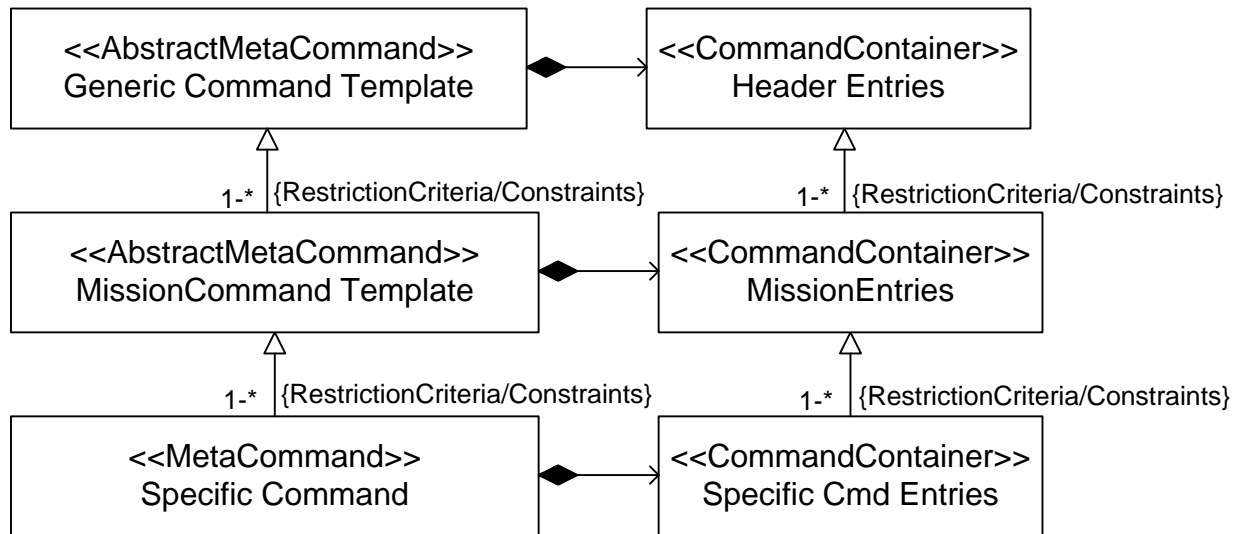 <<AbstractMetaCommand>>
Generic Command Template
<<CommandContainer>>
Header Entries
1-*
{RestrictionCriteria/Constraints}
1-*
{RestrictionCriteria/Constraints}
<<AbstractMetaCommand>>
MissionCommand Template
<<CommandContainer>>
MissionEntries
1-*
{RestrictionCriteria/Constraints}
1-*
{RestrictionCriteria/Constraints}
<<MetaCommand>>
Specific Command
<<CommandContainer>>
Specific Cmd Entries